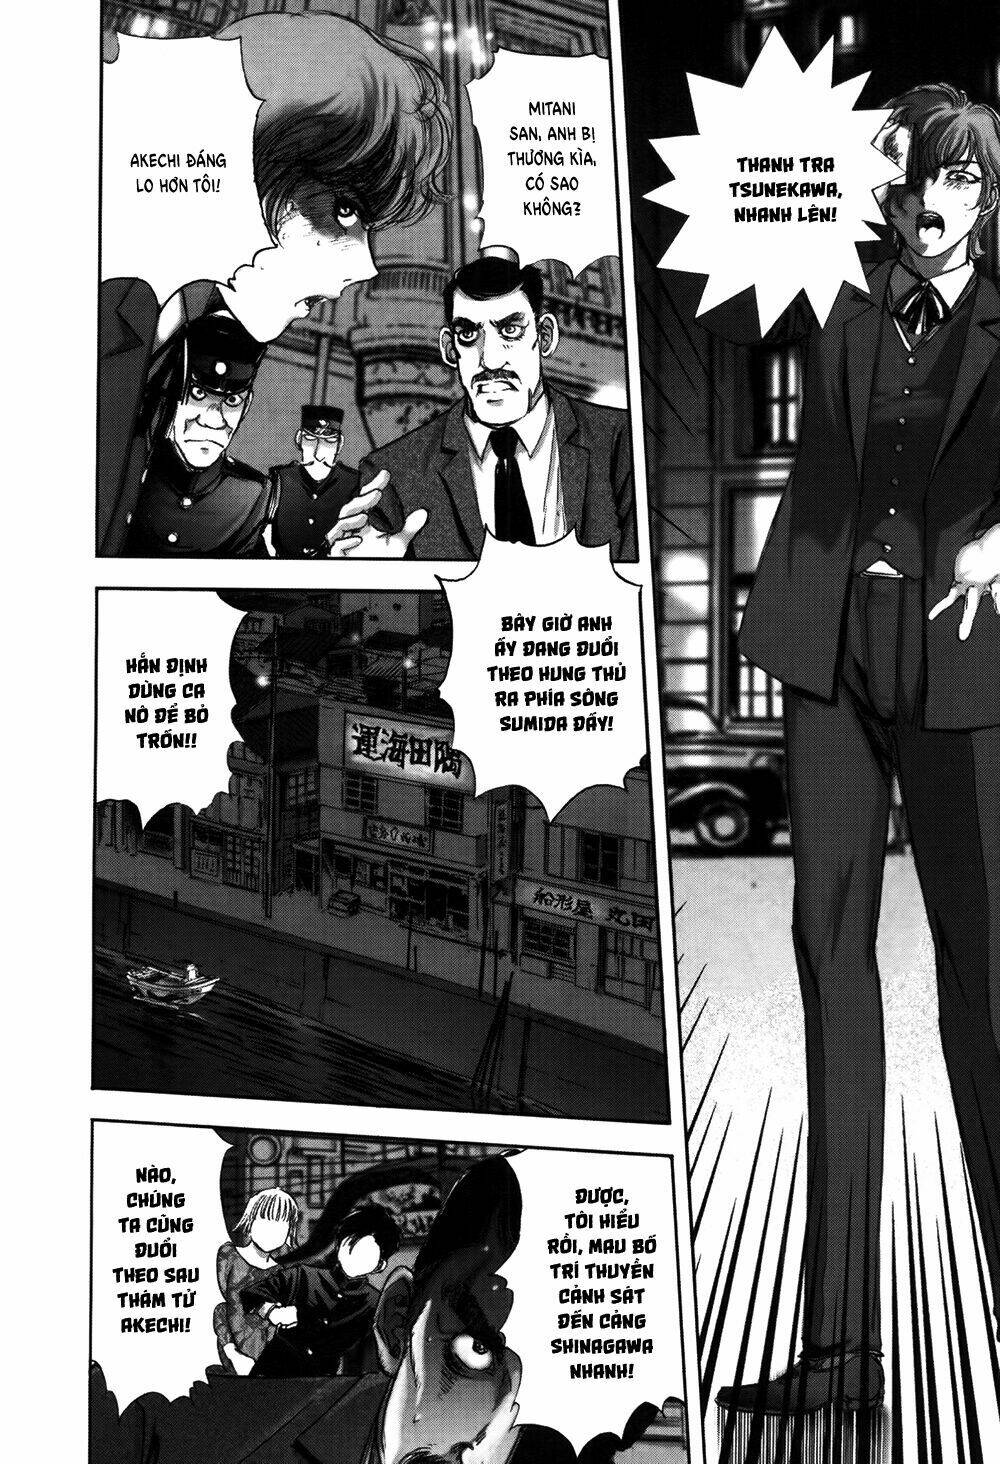 THANH TRA
TSUNEKAWA,
NHANH LÊN!
MITANI
SAN, ANH BỊ
THƯƠNG KÌA,
CÓ SAO
KHÔNG?
AKECHI ĐÁNG
LO HƠN TÔI!
BÂY GIỜ ANH
ẤY ĐANG ĐUỔI
THEO HUNG THỦ
RA PHÍA SÔNG
SUMIDA ĐẤY!
HẮN ĐỊNH
DÙNG CA
NÔ ĐỂ BỎ
TRỐN!!
運海田隅
船形屋 丸田
ĐƯỢC,
TÔI HIỂU
RỒI, MAU BỐ
TRÍ THUYỀN
CẢNH SÁT
ĐẾN CẢNG
SHINAGAWA
NHANH!
NÀO,
CHÚNG
TA CŨNG
ĐUỔI
THEO SAU
THÁM TỬ
AKECHI!